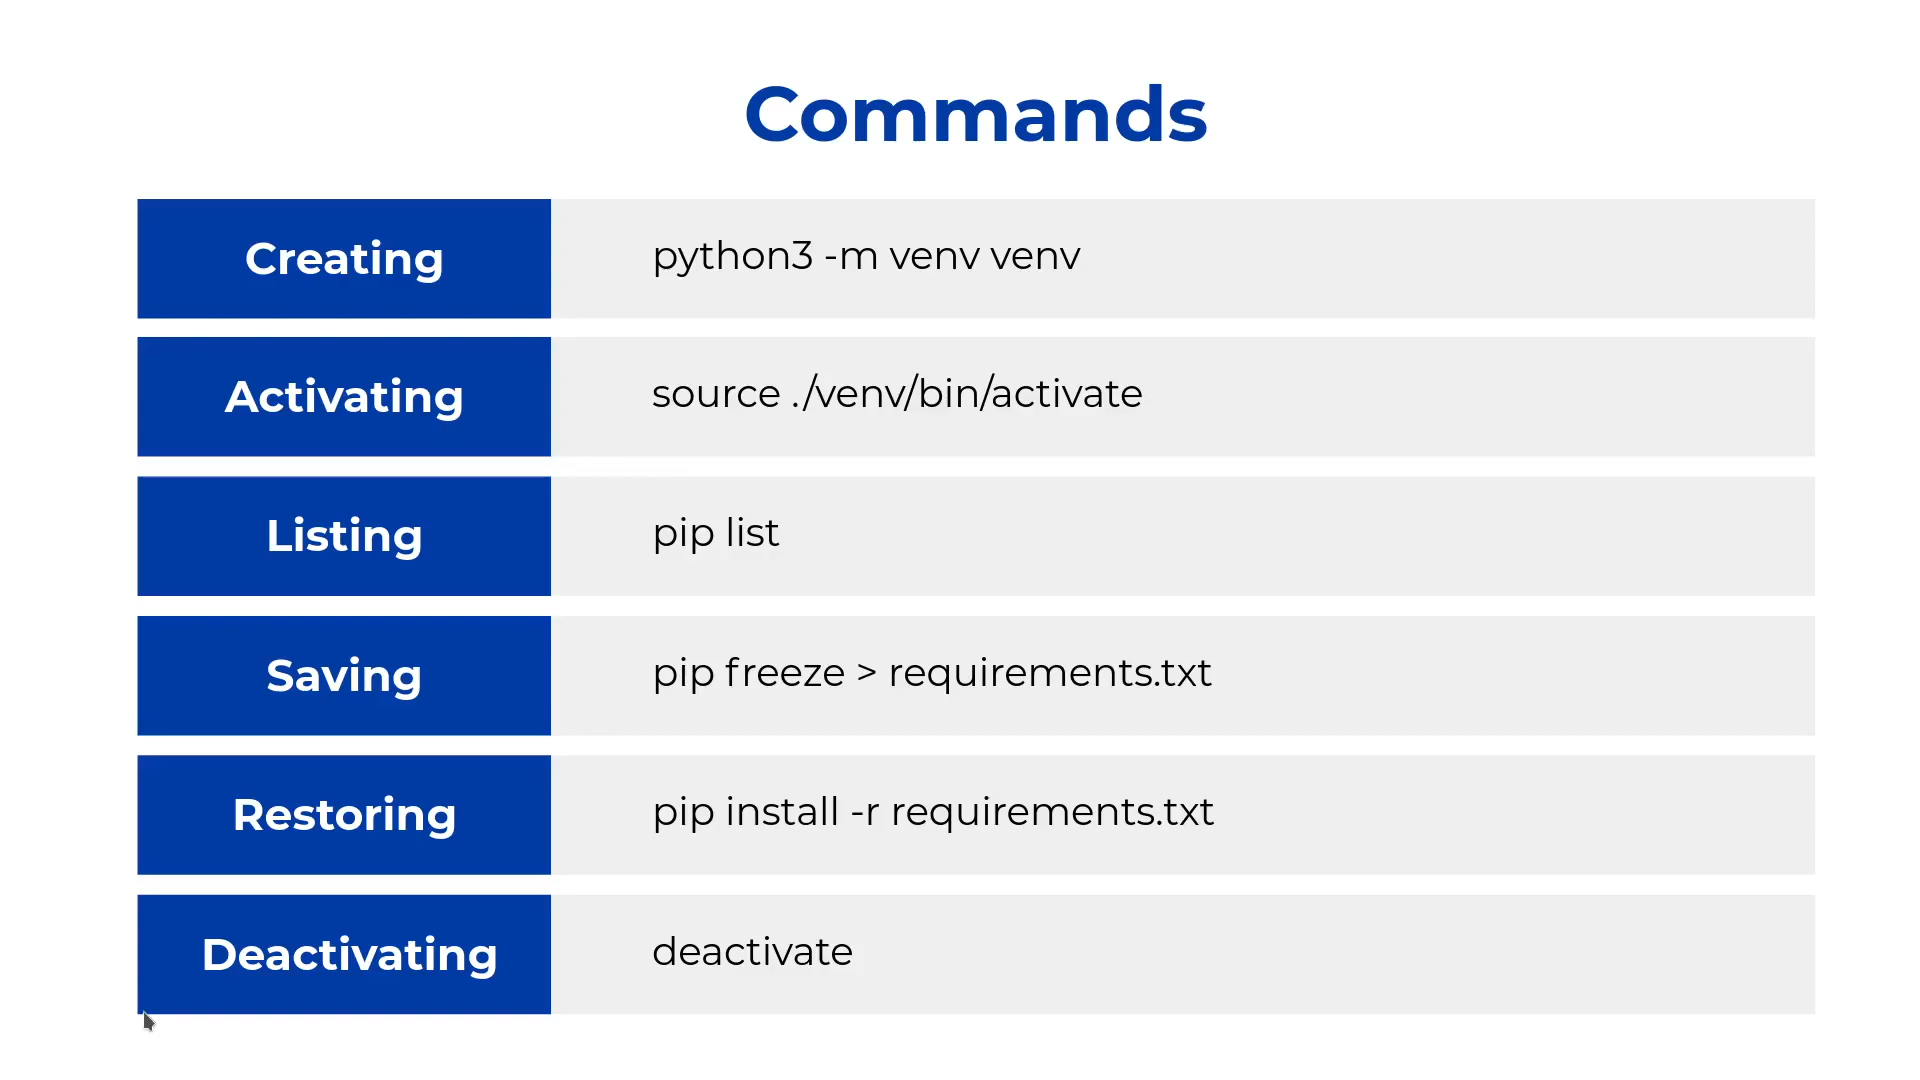 Commands
Creating
python3 -m venv venv
Activating
source ./venv/bin/activate
Listing
pip list
Saving
pip freeze > requirements.txt
Restoring
pip install -r requirements.txt
Deactivating
deactivate